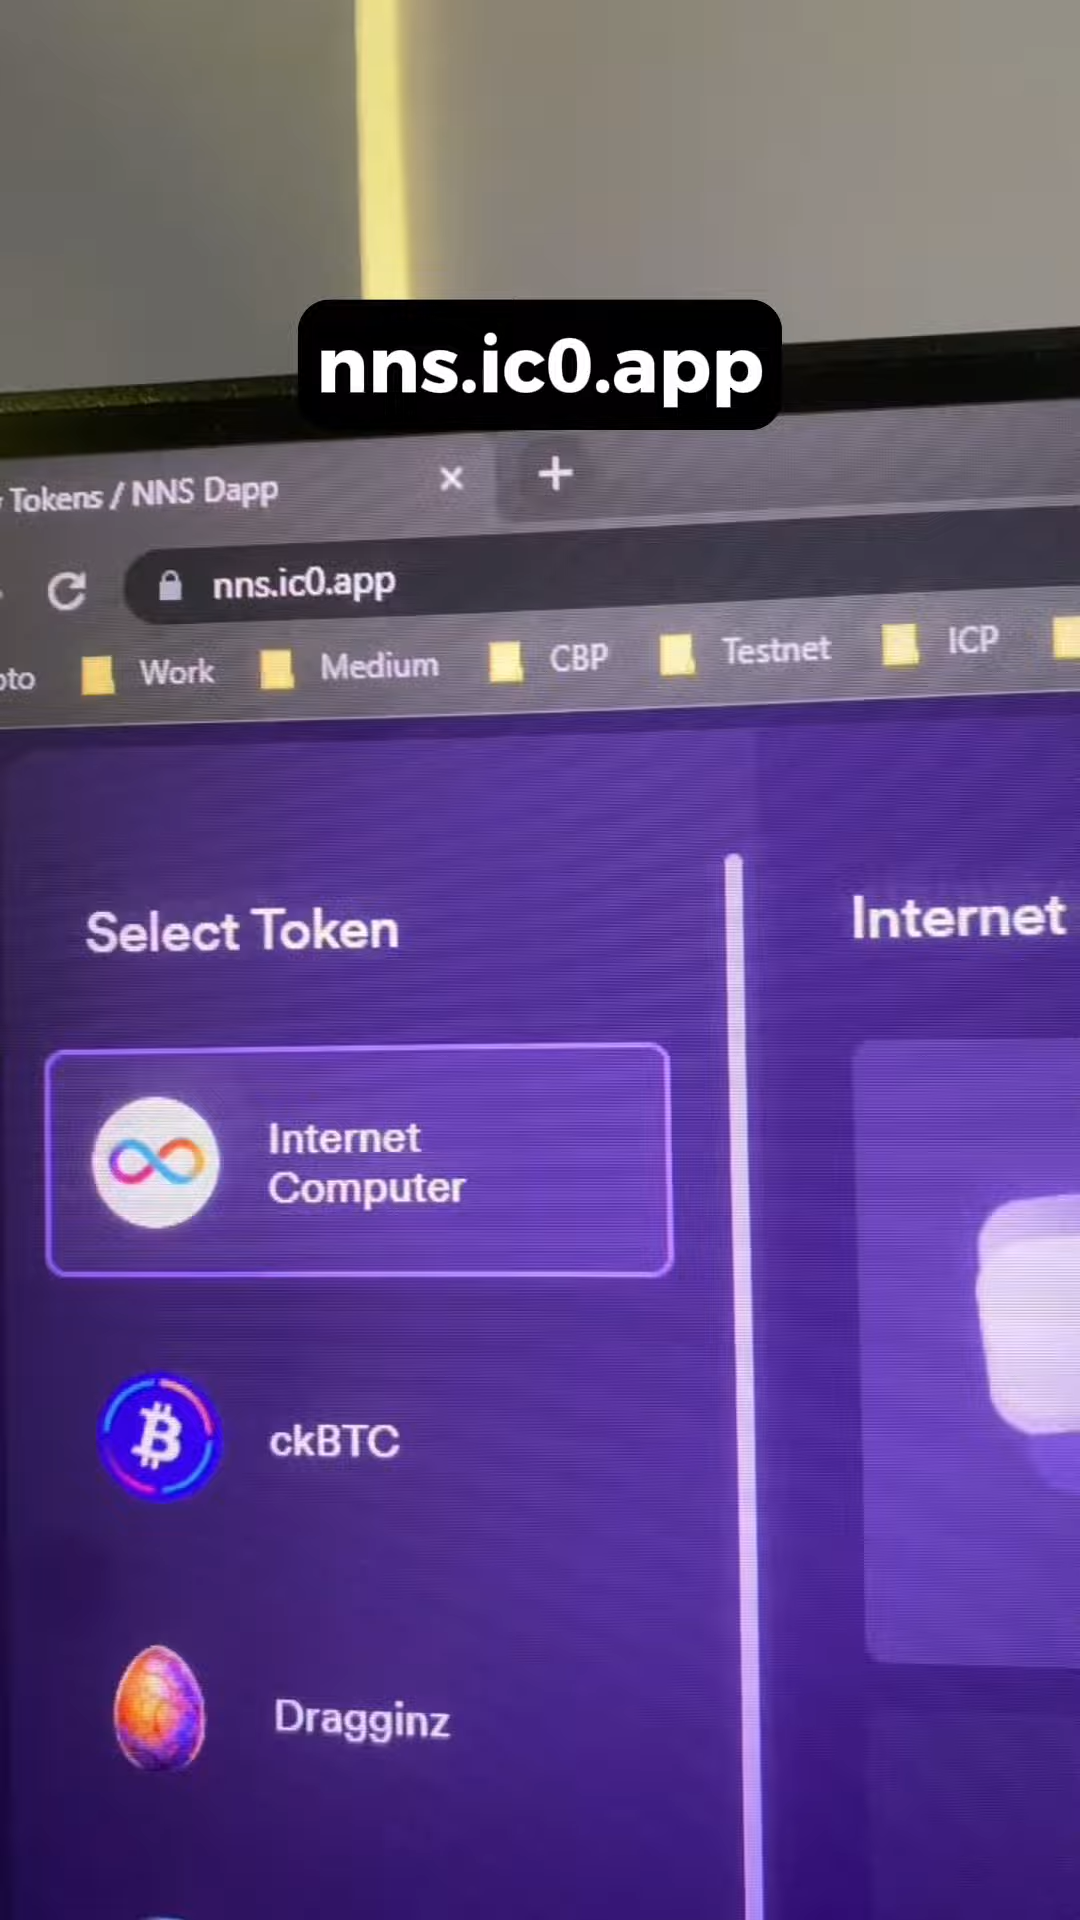 nns.ic0.app
Tokens / NNS Dapp
nns.ic0.app
Work Medium CBP Testnet ICP
Select Token
Internet
Internet
Computer
ckBTC
Dragginz